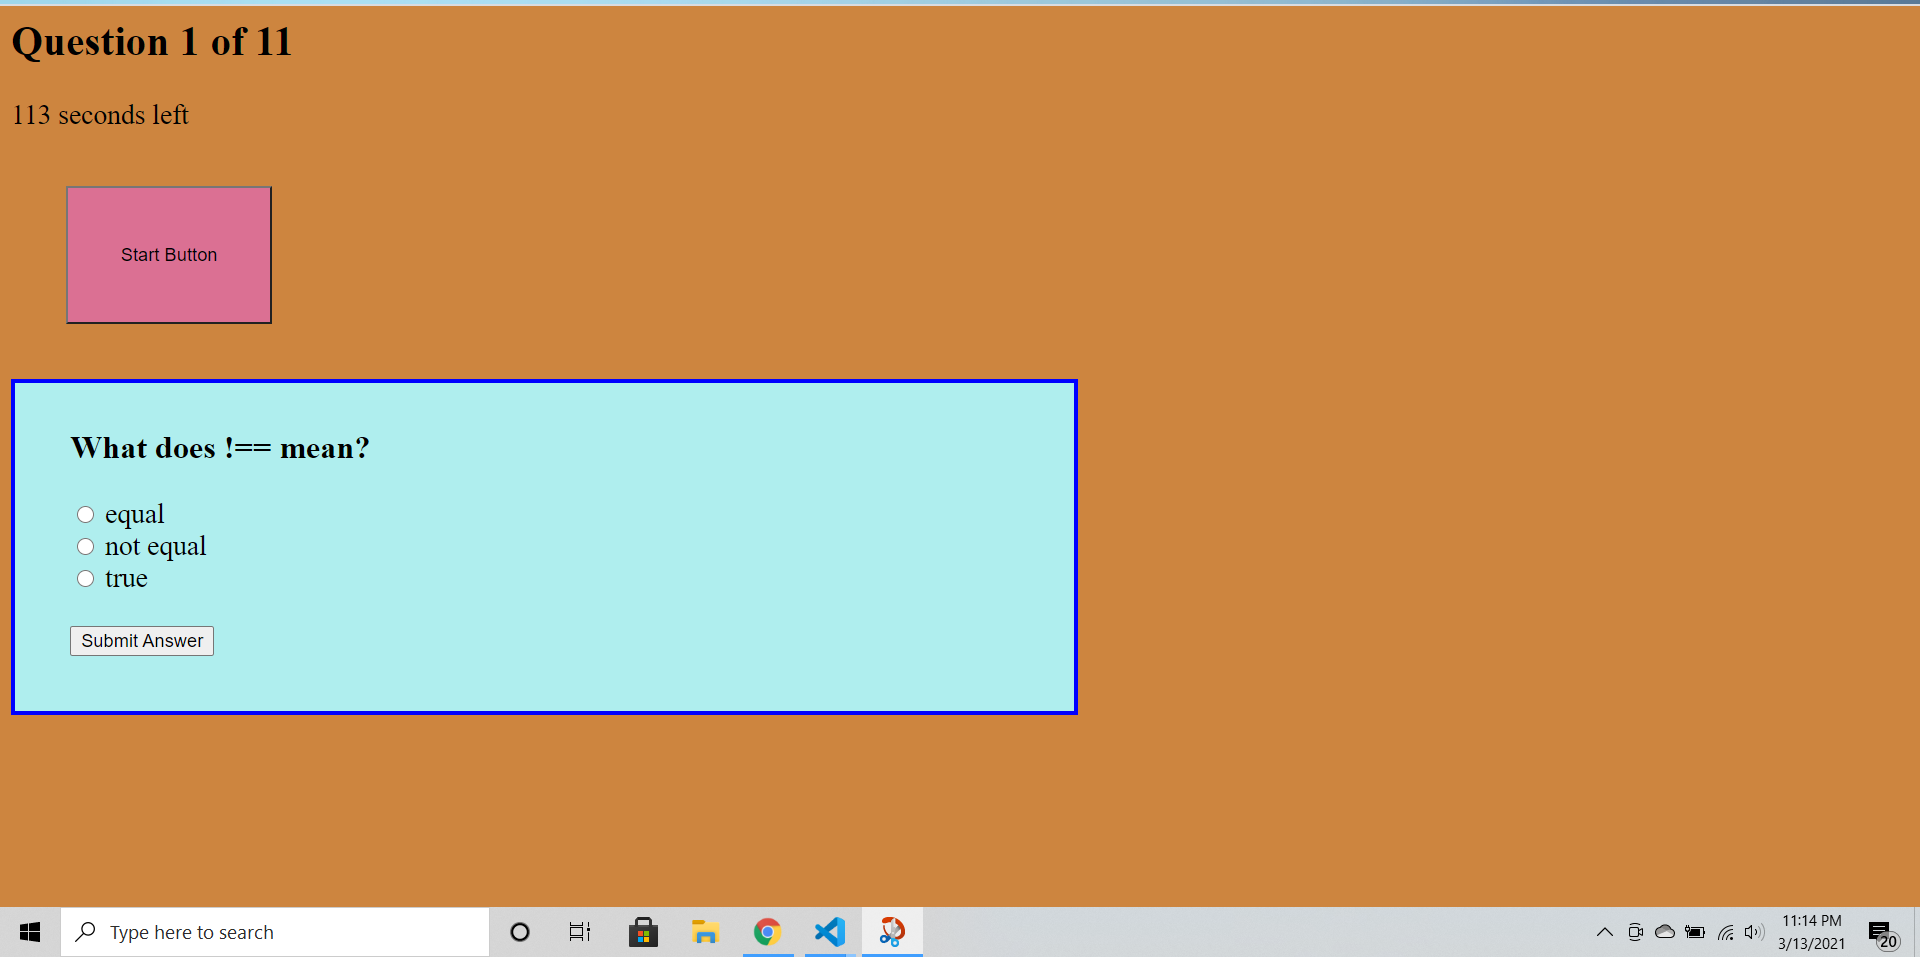 Question 1 of 11
113 seconds left
Start Button
What does !== mean?
equal
not equal
true
Submit Answer
Type here to search
11:14 PM
3/13/2021
20